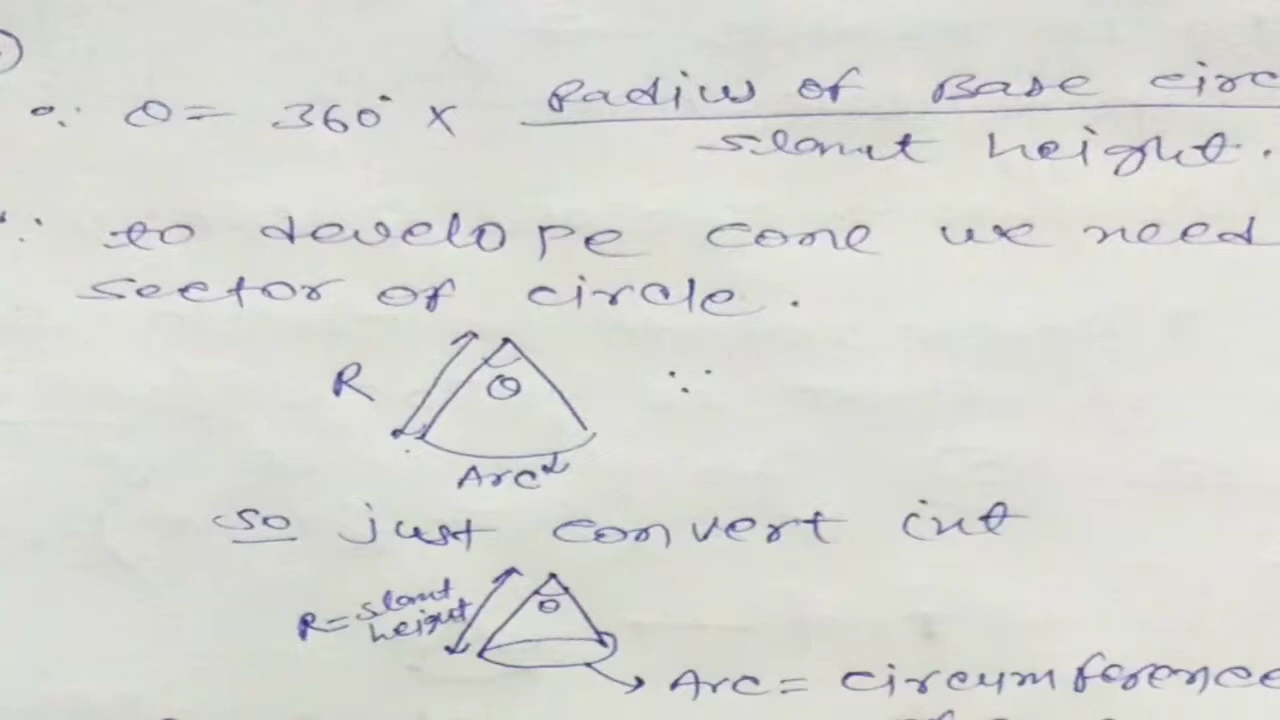 ∴ θ = 360° × Radius of Base circ
slant height.
∵ to develope cone we need
sector of circle.
R θ ∵
Arc
so just convert int
R = slant height θ
Arc = circumference